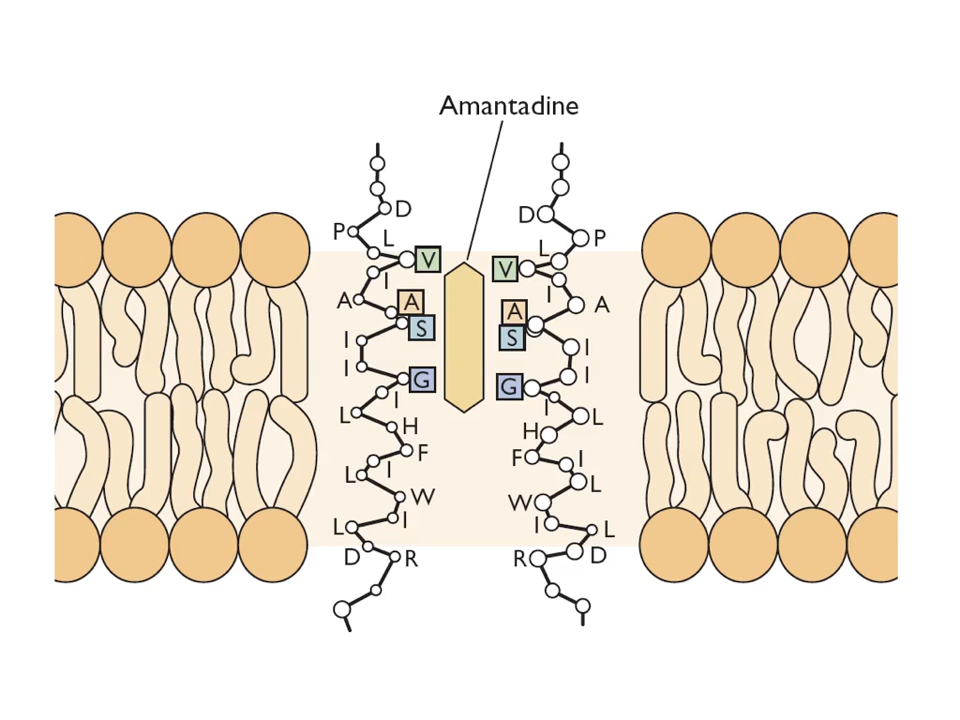 Amantadine
D D
P P
L L
V V
I I
A A
A A
S S
I I
I I
G G
I I
L L
H H
F F
I I
L L
W W
I I
L L
D D
R R